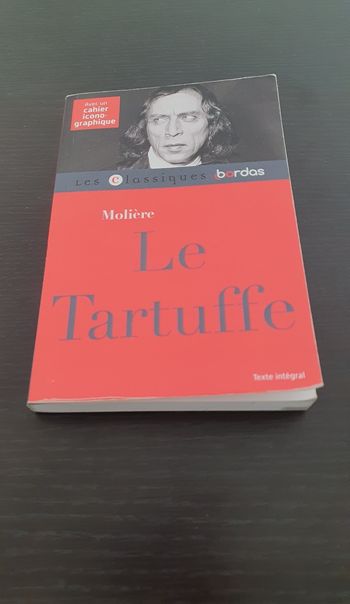 Avec un
cahier
icono-
graphique
Les classiques bordas
Molière
Le
Tartuffe
Texte intégral